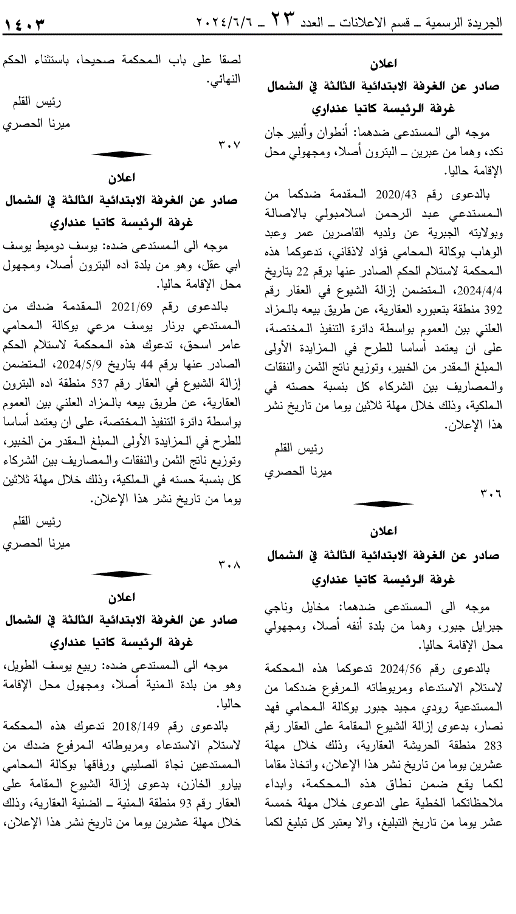 الجريدة الرسمية ــ قسم الاعلانات ــ العدد ٢٣ ــ ٢٠٢٤/٦/٦
١٤٠٣
اعلان
صادر عن الغرفة الابتدائية الثالثة في الشمال
غرفة الرئيسة كاتيا عنداري
موجه الى المستدعى ضدهما: أنطوان وألبير جان
نكد، وهما من عبرين ــ البترون أصلا، ومجهولي محل
الإقامة حاليا.
بالدعوى رقم 2020/43 المقدمة ضدكما من
المستدعي عبد الرحمن اسلامبولي بالاصالة
وبولايته الجبرية عن ولديه القاصرين عمر وعبد
الوهاب بوكالة المحامي فؤاد لاذقاني، تدعوكما هذه
المحكمة لاستلام الحكم الصادر عنها برقم 22 بتاريخ
2024/4/4، المتضمن إزالة الشيوع في العقار رقم
392 منطقة بتعبوره العقارية، عن طريق بيعه بالمزاد
العلني بين العموم بواسطة دائرة التنفيذ المختصة،
على ان يعتمد أساسا للطرح في المزايدة الأولى
المبلغ المقدر من الخبير، وتوزيع ناتج الثمن والنفقات
والمصاريف بين الشركاء كل بنسبة حصته في
الملكية، وذلك خلال مهلة ثلاثين يوما من تاريخ نشر
هذا الإعلان.
رئيس القلم
ميرنا الحصري
٣٠٦
اعلان
صادر عن الغرفة الابتدائية الثالثة في الشمال
غرفة الرئيسة كاتيا عنداري
موجه الى المستدعى ضدهما: مخايل وناجي
جبرايل جبور، وهما من بلدة أنفه أصلا، ومجهولي
محل الإقامة حاليا.
بالدعوى رقم 2024/56 تدعوكما هذه المحكمة
لاستلام الاستدعاء ومربوطاته المرفوع ضدكما من
المستدعية رودي مجيد جبور بوكالة المحامي فهد
نصار، بدعوى إزالة الشيوع المقامة على العقار رقم
283 منطقة الحريشة العقارية، وذلك خلال مهلة
عشرين يوما من تاريخ نشر هذا الإعلان، واتخاذ مقاما
لكما يقع ضمن نطاق هذه المحكمة، وابداء
ملاحظاتكما الخطية على الدعوى خلال مهلة خمسة
عشر يوما من تاريخ التبليغ، والا يعتبر كل تبليغ لكما
لصقا على باب المحكمة صحيحا، باستثناء الحكم
النهائي.
رئيس القلم
ميرنا الحصري
٣٠٧
اعلان
صادر عن الغرفة الابتدائية الثالثة في الشمال
غرفة الرئيسة كاتيا عنداري
موجه الى المستدعى ضده: يوسف دوميط يوسف
ابي عقل، وهو من بلدة اده البترون أصلا، ومجهول
محل الإقامة حاليا.
بالدعوى رقم 2021/69 المقدمة ضدك من
المستدعي برنار يوسف مرعي بوكالة المحامي
عامر اسحق، تدعوك هذه المحكمة لاستلام الحكم
الصادر عنها برقم 44 بتاريخ 2024/5/9، المتضمن
إزالة الشيوع في العقار رقم 537 منطقة اده البترون
العقارية، عن طريق بيعه بالمزاد العلني بين العموم
بواسطة دائرة التنفيذ المختصة، على ان يعتمد أساسا
للطرح في المزايدة الأولى المبلغ المقدر من الخبير،
وتوزيع ناتج الثمن والنفقات والمصاريف بين الشركاء
كل بنسبة حسنه في الملكية، وذلك خلال مهلة ثلاثين
يوما من تاريخ نشر هذا الإعلان.
رئيس القلم
ميرنا الحصري
٣٠٨
اعلان
صادر عن الغرفة الابتدائية الثالثة في الشمال
غرفة الرئيسة كاتيا عنداري
موجه الى المستدعى ضده: ربيع يوسف الطويل،
وهو من بلدة المنية أصلا، ومجهول محل الإقامة
حاليا.
بالدعوى رقم 2018/149 تدعوك هذه المحكمة
لاستلام الاستدعاء ومربوطاته المرفوع ضدك من
المستدعين نجاة الصليبي ورفاقها بوكالة المحامي
بيارو الخازن، بدعوى إزالة الشيوع المقامة على
العقار رقم 93 منطقة المنية ــ الضنية العقارية، وذلك
خلال مهلة عشرين يوما من تاريخ نشر هذا الإعلان،